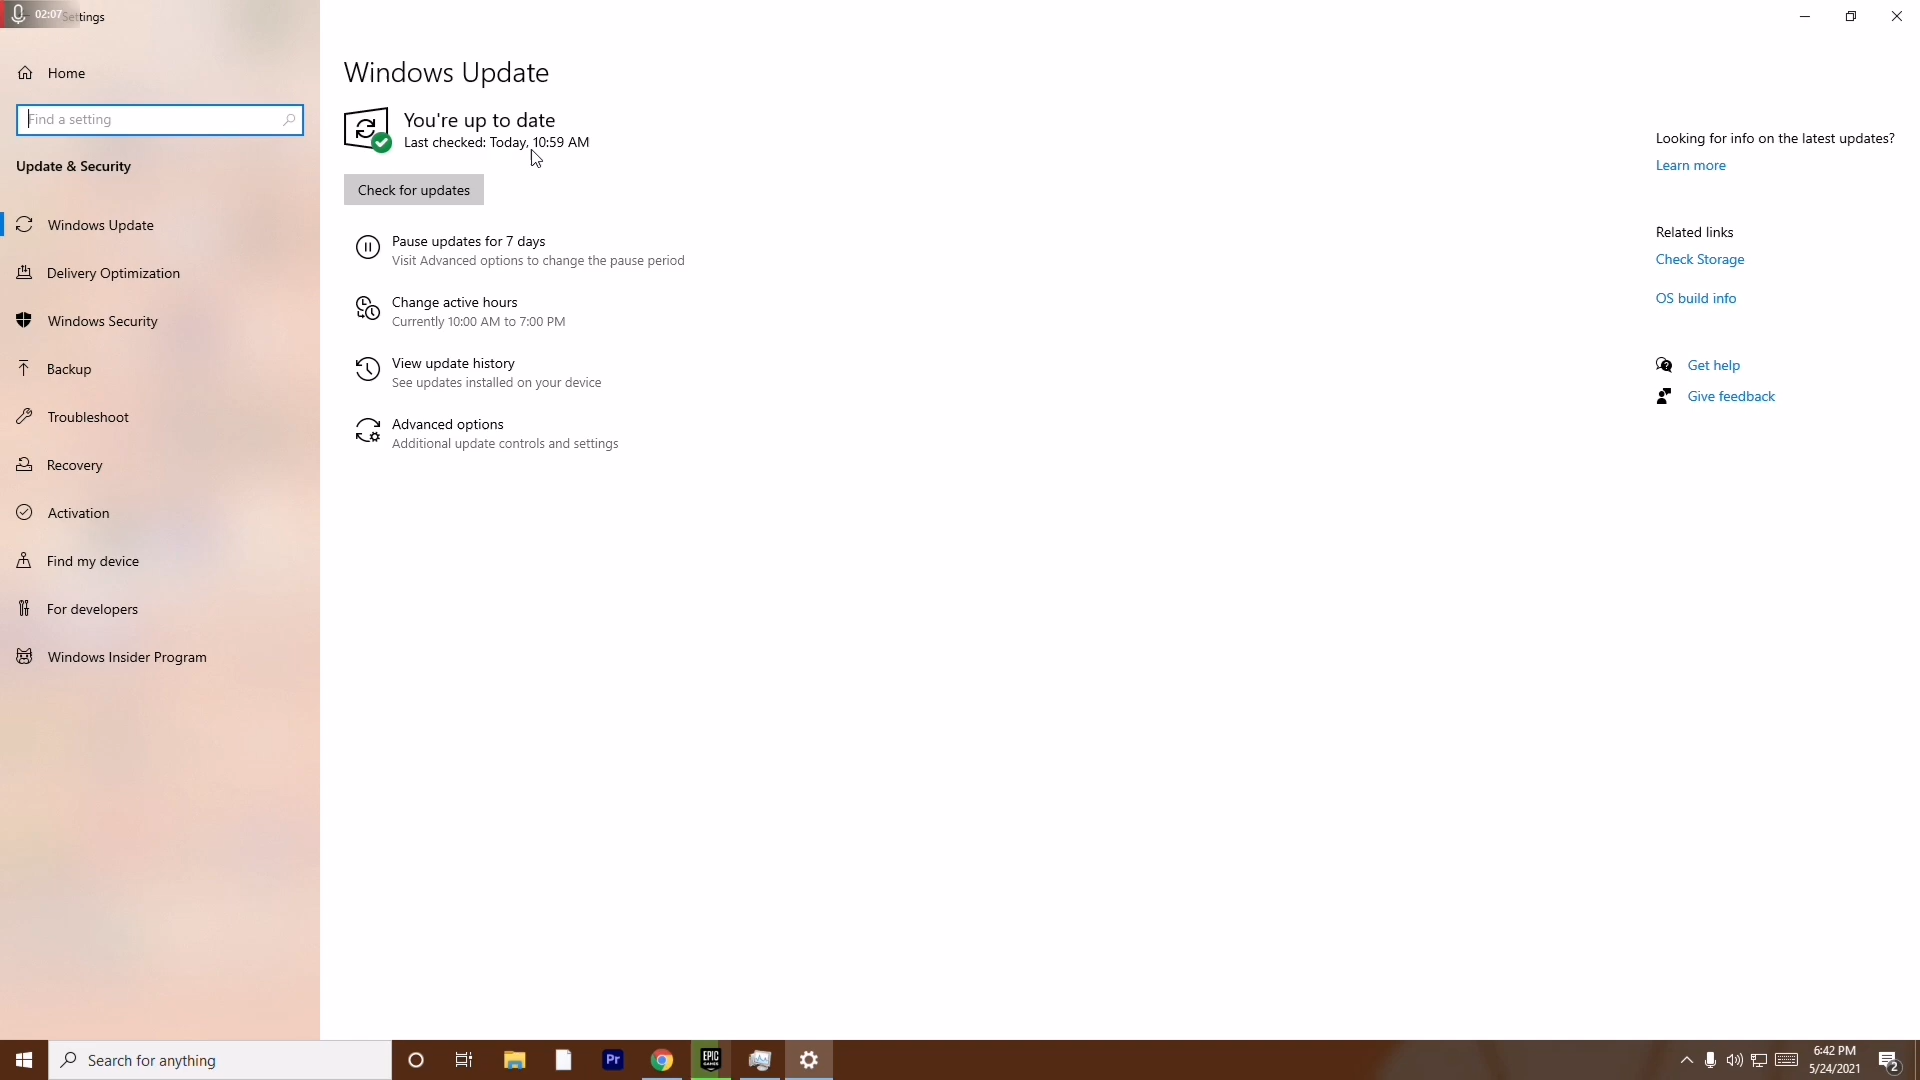 02:07
Settings
Home
Find a setting
Update & Security
Windows Update
Delivery Optimization
Windows Security
Backup
Troubleshoot
Recovery
Activation
Find my device
For developers
Windows Insider Program
Windows Update
You're up to date
Last checked: Today, 10:59 AM
Check for updates
Pause updates for 7 days
Visit Advanced options to change the pause period
Change active hours
Currently 10:00 AM to 7:00 PM
View update history
See updates installed on your device
Advanced options
Additional update controls and settings
Looking for info on the latest updates?
Learn more
Related links
Check Storage
OS build info
Get help
Give feedback
Search for anything
Pr
EPIC
GAMES
6:42 PM
5/24/2021
2